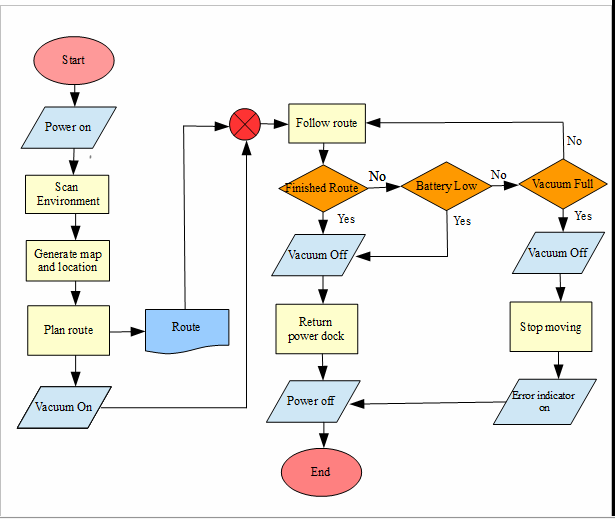 Start
Power on
Scan
Environment
Generate map
and location
Plan route
Route
Vacuum On
Follow route
Finished Route
No
Battery Low
No
Vacuum Full
No
Yes
Yes
Yes
Vacuum Off
Vacuum Off
Return
power dock
Stop moving
Power off
Error indicator
on
End